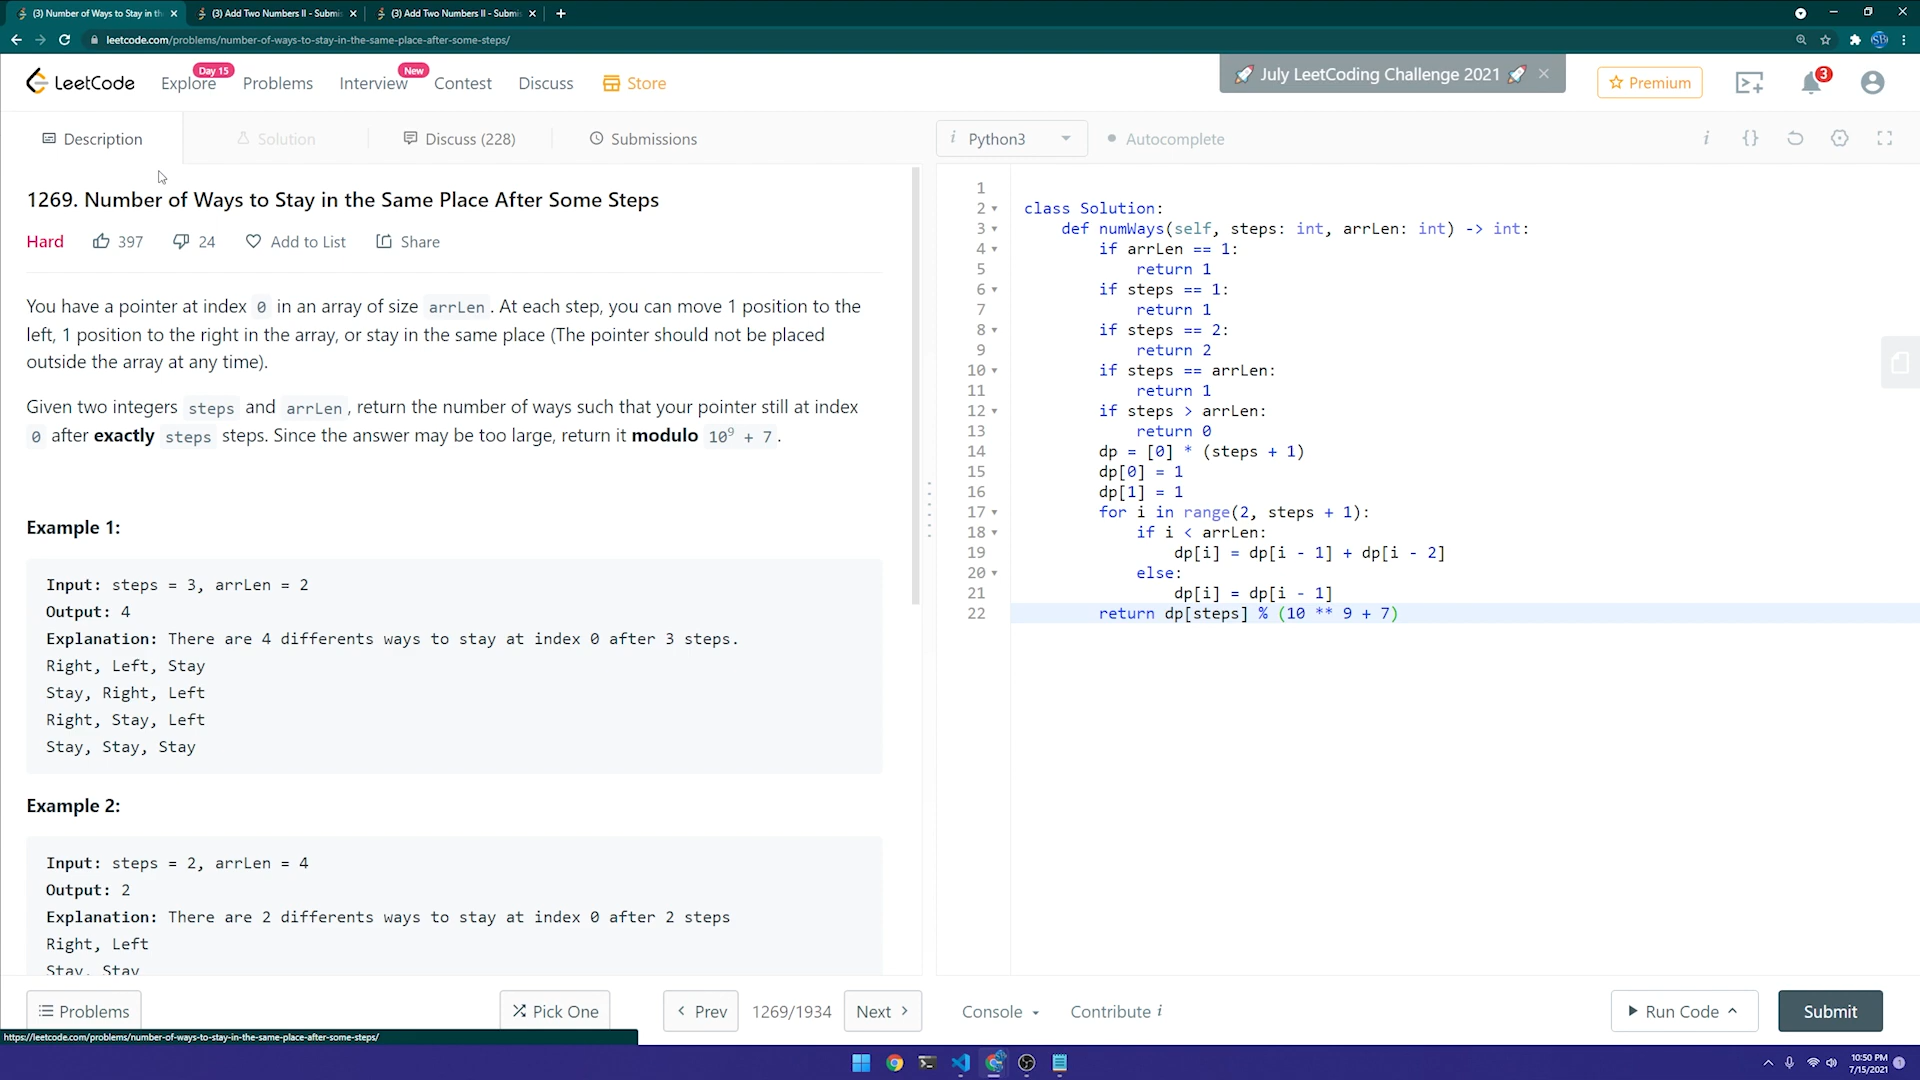 (3) Number of Ways to Stay in th
(3) Add Two Numbers II - Submis
(3) Add Two Numbers II - Submis
leetcode.com/problems/number-of-ways-to-stay-in-the-same-place-after-some-steps/
LeetCode
Explore
Day 15
Problems
Interview
New
Contest
Discuss
Store
July LeetCoding Challenge 2021
Premium
3
Description
Solution
Discuss (228)
Submissions
i Python3
Autocomplete
1269. Number of Ways to Stay in the Same Place After Some Steps
Hard 397 24 Add to List Share
You have a pointer at index 0 in an array of size arrLen. At each step, you can move 1 position to the
left, 1 position to the right in the array, or stay in the same place (The pointer should not be placed
outside the array at any time).
Given two integers steps and arrLen, return the number of ways such that your pointer still at index
0 after exactly steps steps. Since the answer may be too large, return it modulo 10^9 + 7.
Example 1:
Input: steps = 3, arrLen = 2
Output: 4
Explanation: There are 4 differents ways to stay at index 0 after 3 steps.
Right, Left, Stay
Stay, Right, Left
Right, Stay, Left
Stay, Stay, Stay
Example 2:
Input: steps = 2, arrLen = 4
Output: 2
Explanation: There are 2 differents ways to stay at index 0 after 2 steps
Right, Left
Stay, Stay
1
2 class Solution:
3 def numWays(self, steps: int, arrLen: int) -> int:
4 if arrLen == 1:
5 return 1
6 if steps == 1:
7 return 1
8 if steps == 2:
9 return 2
10 if steps == arrLen:
11 return 1
12 if steps > arrLen:
13 return 0
14 dp = [0] * (steps + 1)
15 dp[0] = 1
16 dp[1] = 1
17 for i in range(2, steps + 1):
18 if i < arrLen:
19 dp[i] = dp[i - 1] + dp[i - 2]
20 else:
21 dp[i] = dp[i - 1]
22 return dp[steps] % (10 ** 9 + 7)
Problems
Pick One
Prev
1269/1934
Next
Console
Contribute i
Run Code
Submit
https://leetcode.com/problems/number-of-ways-to-stay-in-the-same-place-after-some-steps/
10:50 PM
7/15/2021